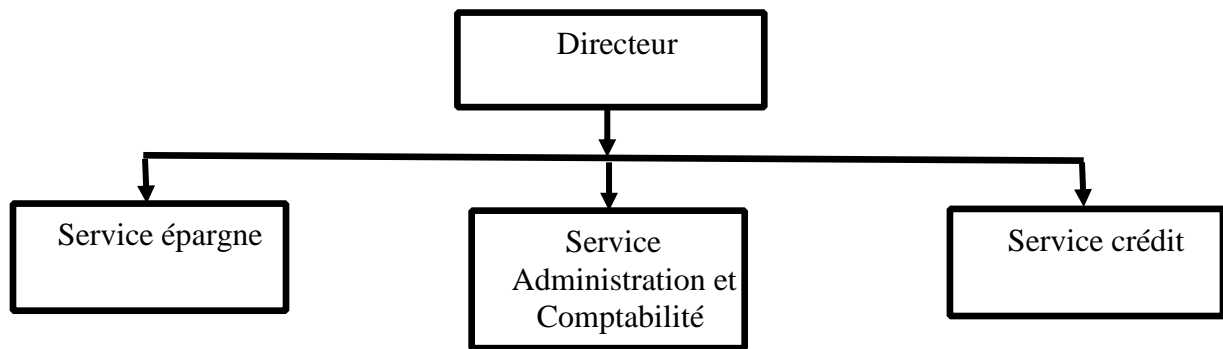 Directeur
Service épargne
Service
Administration et
Comptabilité
Service crédit